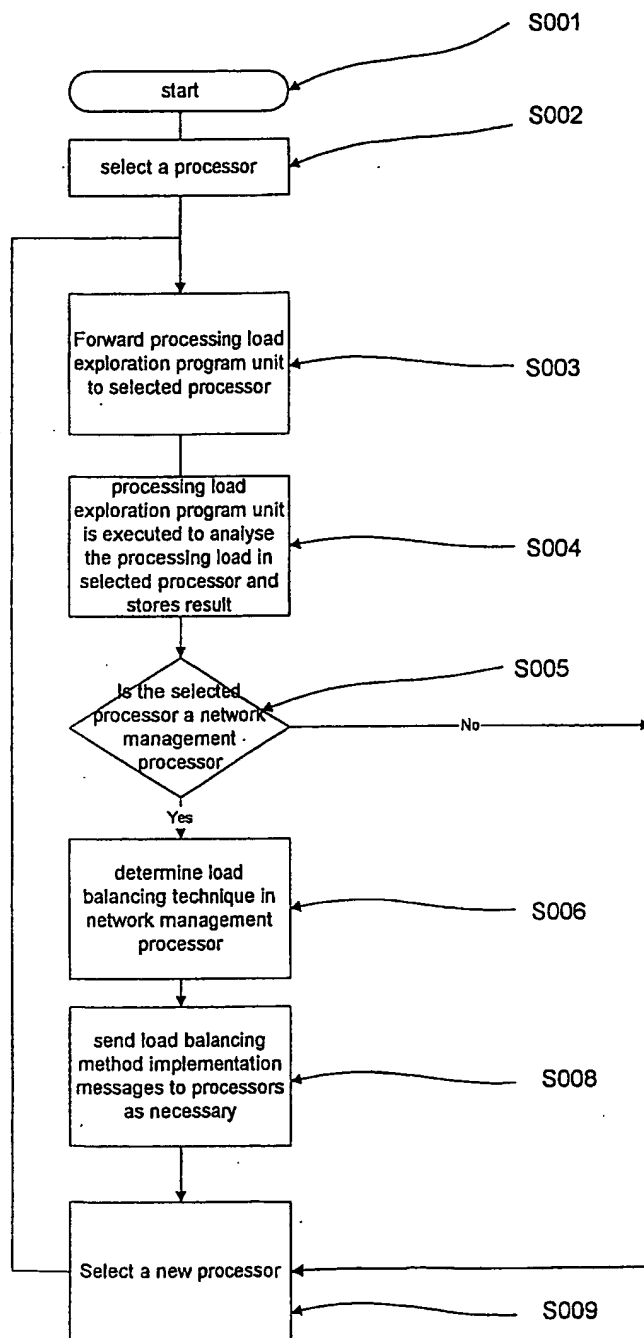 S001
start
S002
select a processor
Forward processing load
exploration program unit
to selected processor
S003
processing load
exploration program unit
is executed to analyse
the processing load in
selected processor and
stores result
S004
S005
Is the selected
processor a network
management
processor
No
Yes
determine load
balancing technique in
network management
processor
S006
send load balancing
method implementation
messages to processors
as necessary
S008
Select a new processor
S009